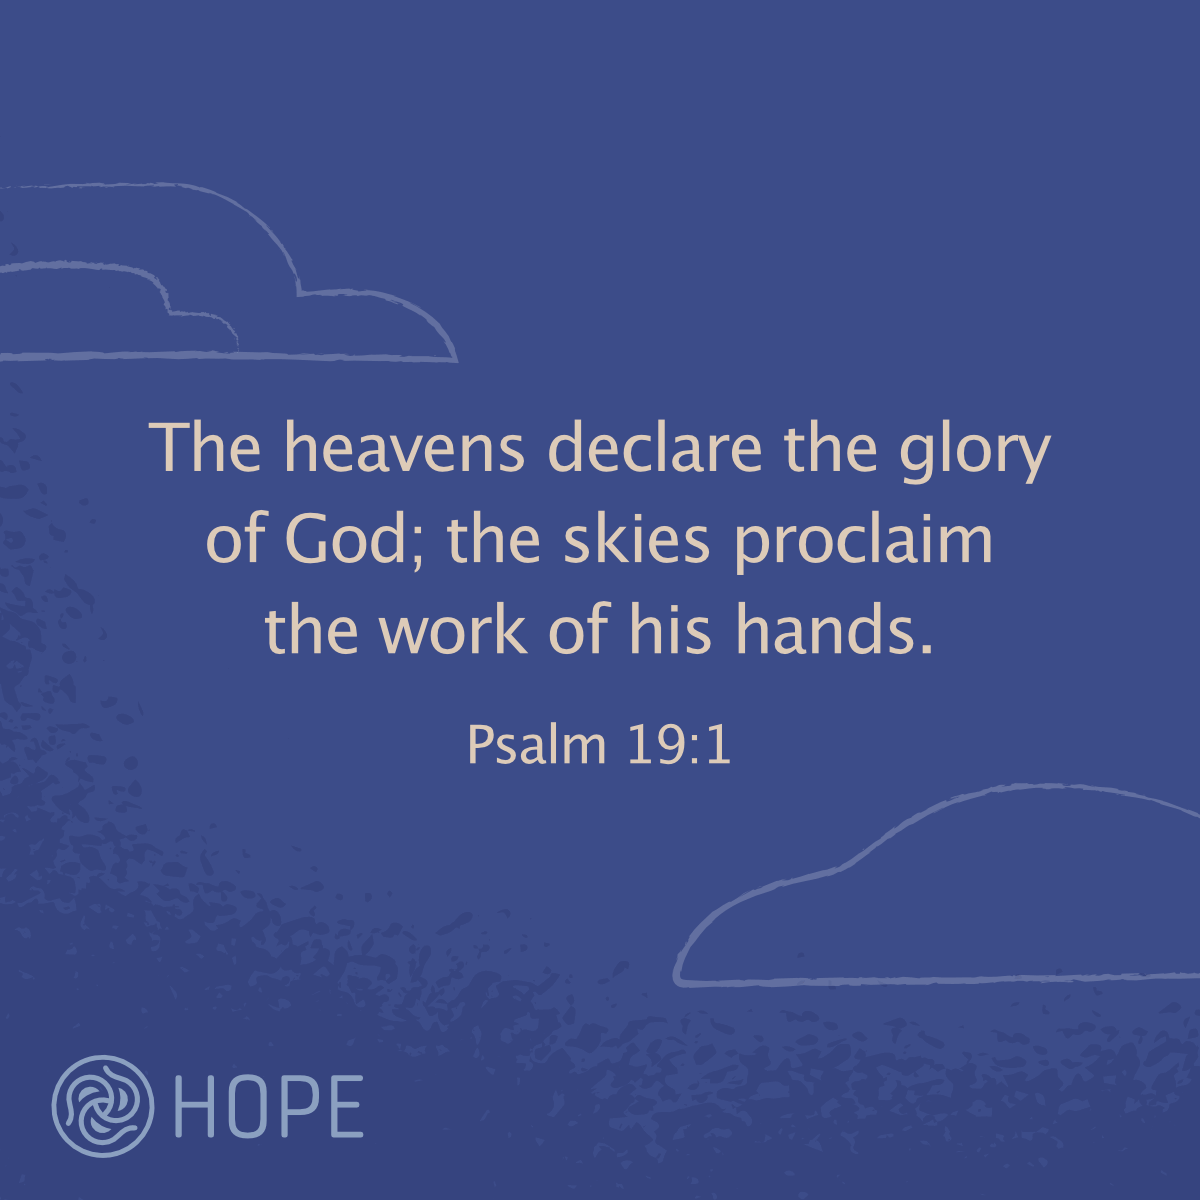 The heavens declare the glory
of God; the skies proclaim
the work of his hands.
Psalm 19:1
HOPE